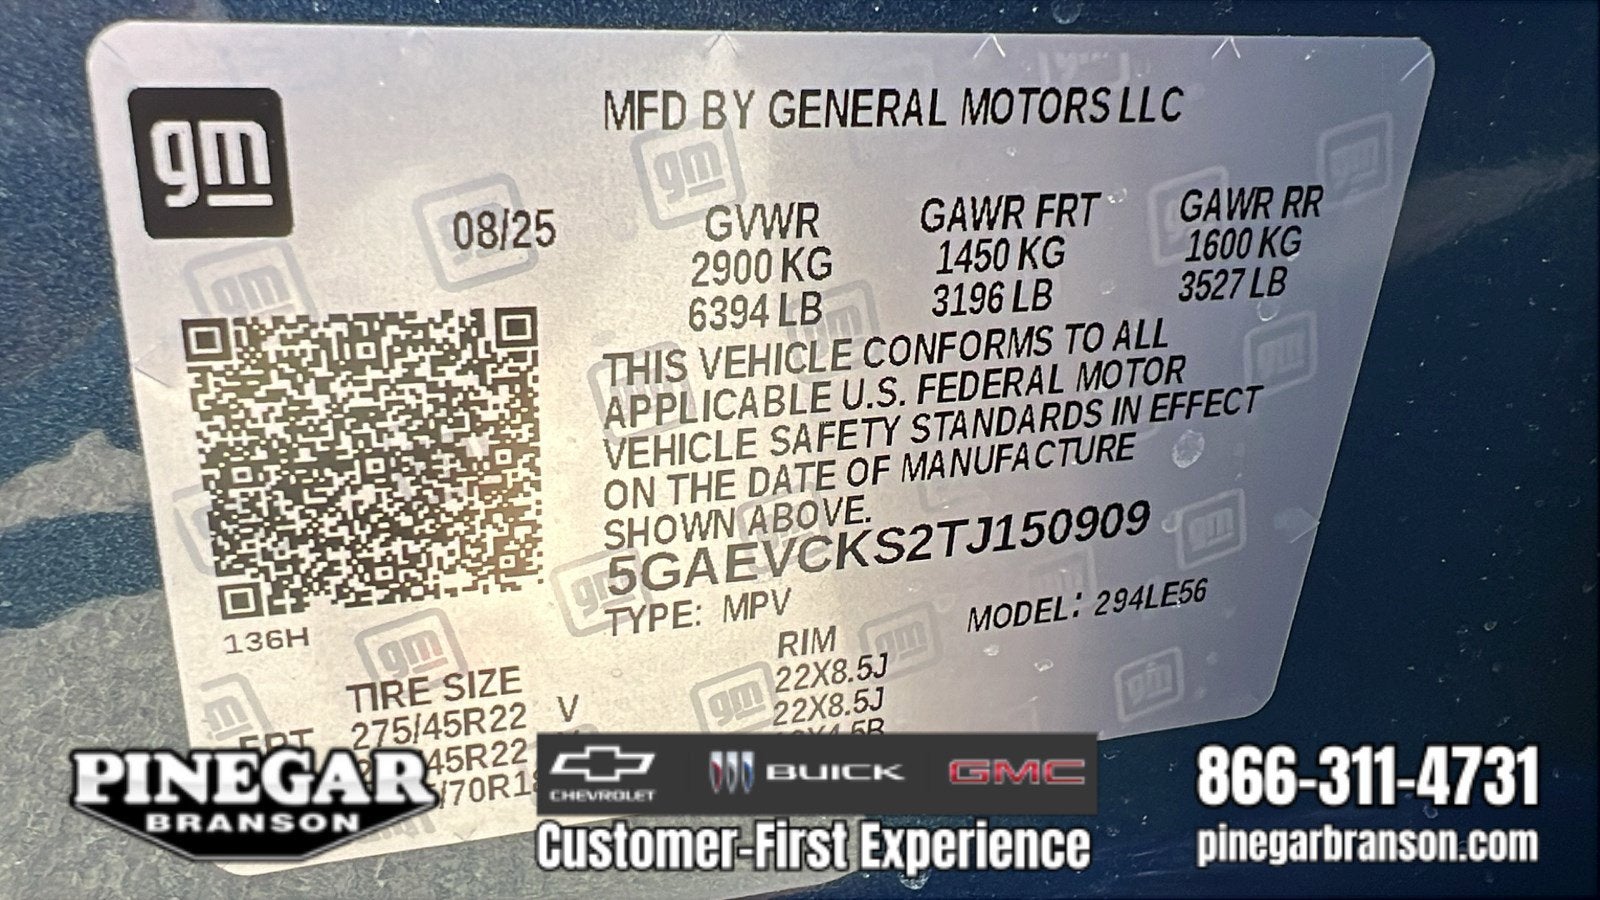 gm
MFD BY GENERAL MOTORS LLC
08/25
GVWR GAWR FRT GAWR RR
2900 KG 1450 KG 1600 KG
6394 LB 3196 LB 3527 LB
THIS VEHICLE CONFORMS TO ALL
APPLICABLE U.S. FEDERAL MOTOR
VEHICLE SAFETY STANDARDS IN EFFECT
ON THE DATE OF MANUFACTURE
SHOWN ABOVE.
5GAEVCKS2TJ150909
TYPE: MPV MODEL: 294LE56
136H
TIRE SIZE RIM
275/45R22 V 22X8.5J
45R22 22X8.5J
/70R1
PINEGAR
BRANSON
CHEVROLET BUICK GMC
Customer-First Experience
866-311-4731
pinegarbranson.com